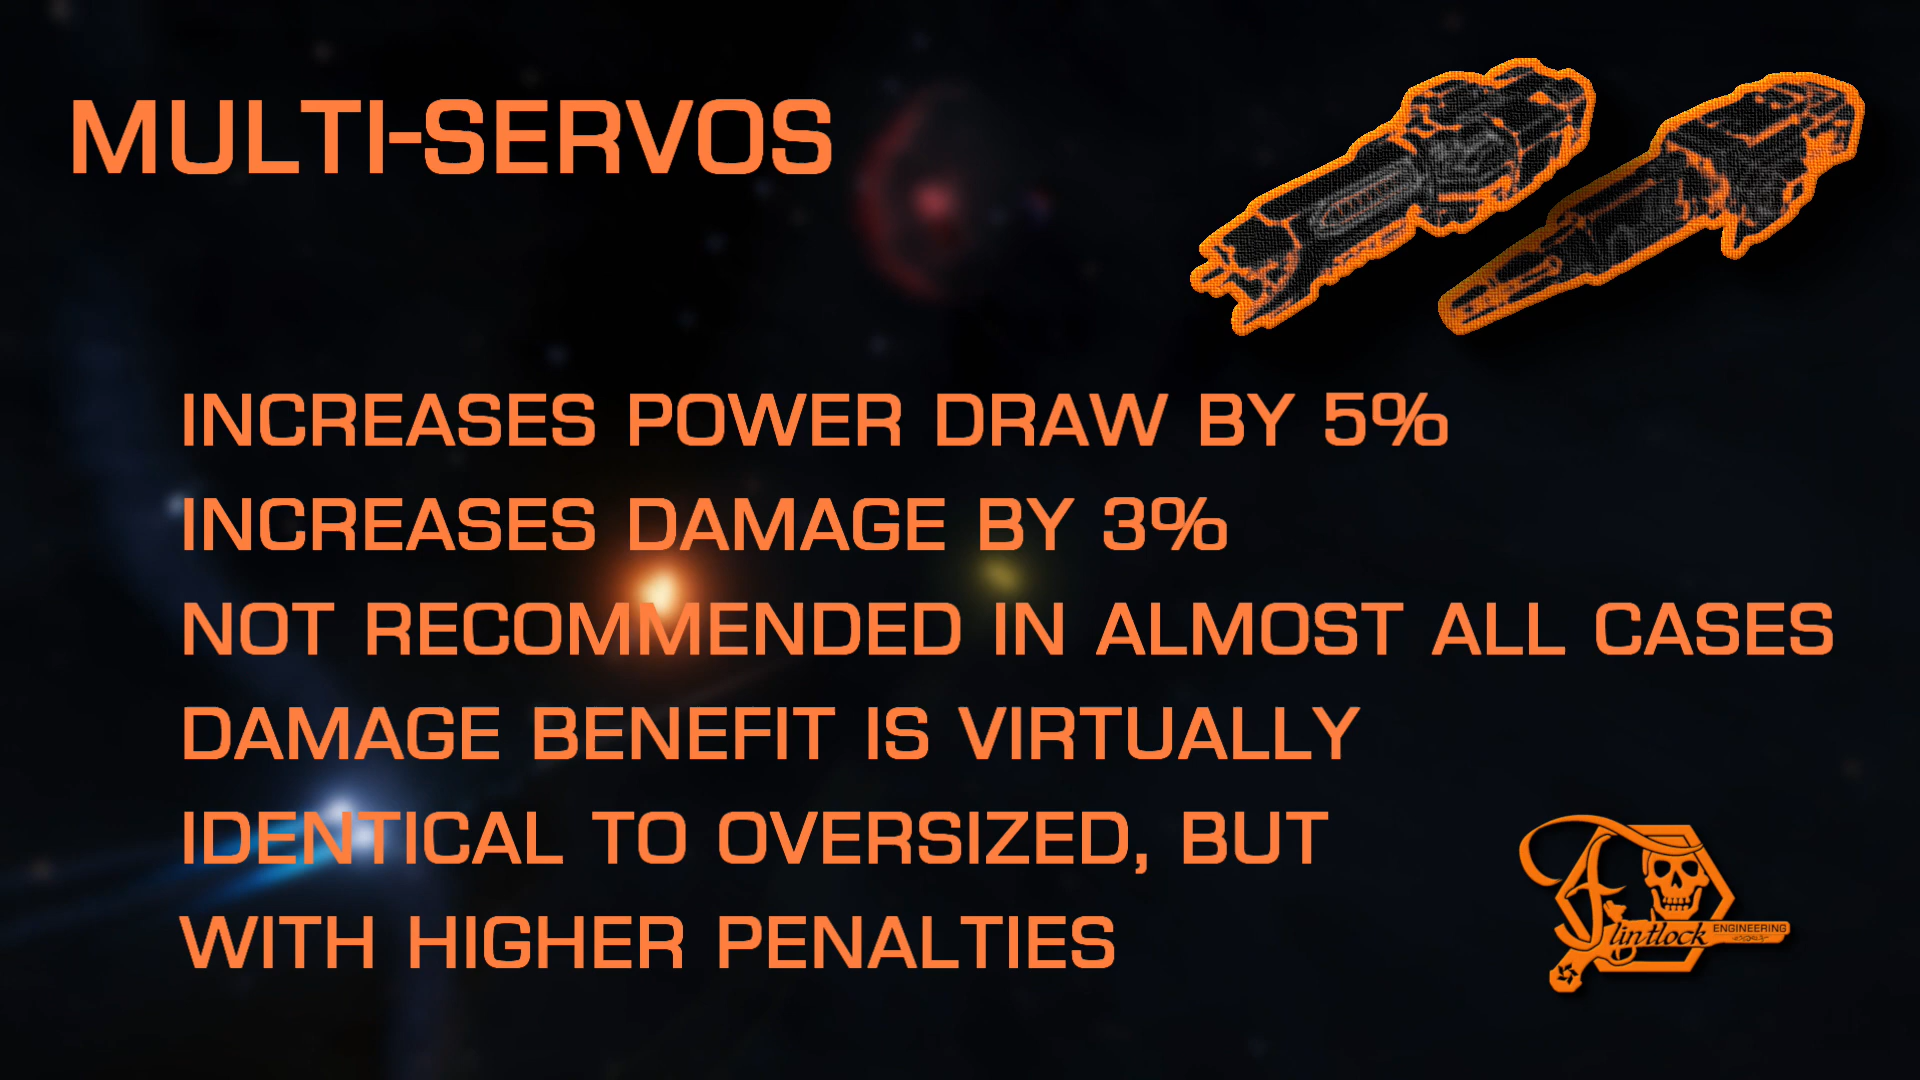 MULTI-SERVOS
INCREASES POWER DRAW BY 5%
INCREASES DAMAGE BY 3%
NOT RECOMMENDED IN ALMOST ALL CASES
DAMAGE BENEFIT IS VIRTUALLY
IDENTICAL TO OVERSIZED, BUT
WITH HIGHER PENALTIES
Flintlock ENGINEERING